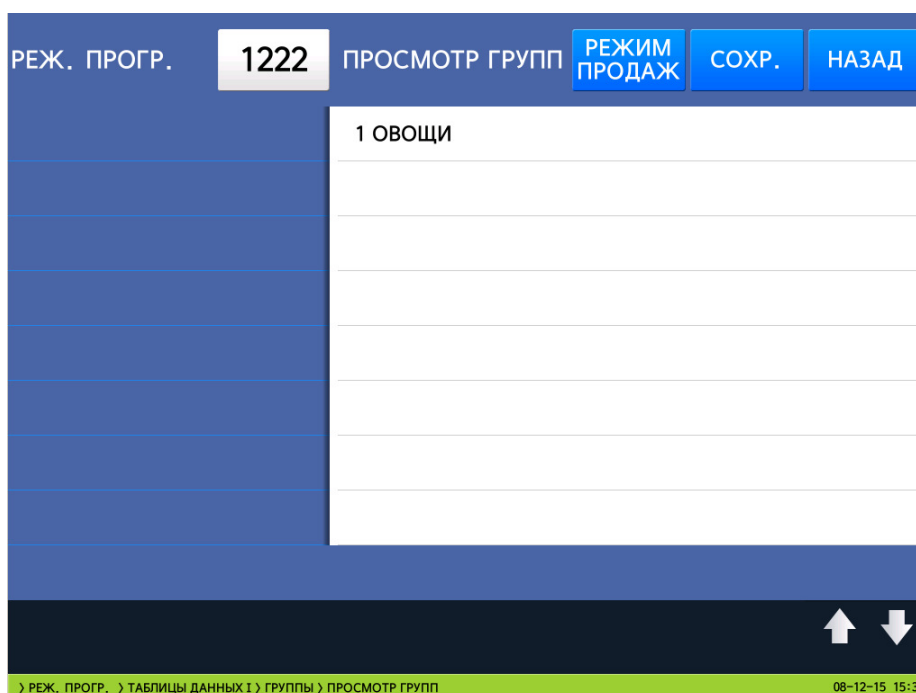 РЕЖ. ПРОГР. 1222 ПРОСМОТР ГРУПП РЕЖИМ ПРОДАЖ СОХР. НАЗАД
1 ОВОЩИ
〉РЕЖ. ПРОГР. 〉ТАБЛИЦЫ ДАННЫХ I 〉ГРУППЫ 〉ПРОСМОТР ГРУПП 08-12-15